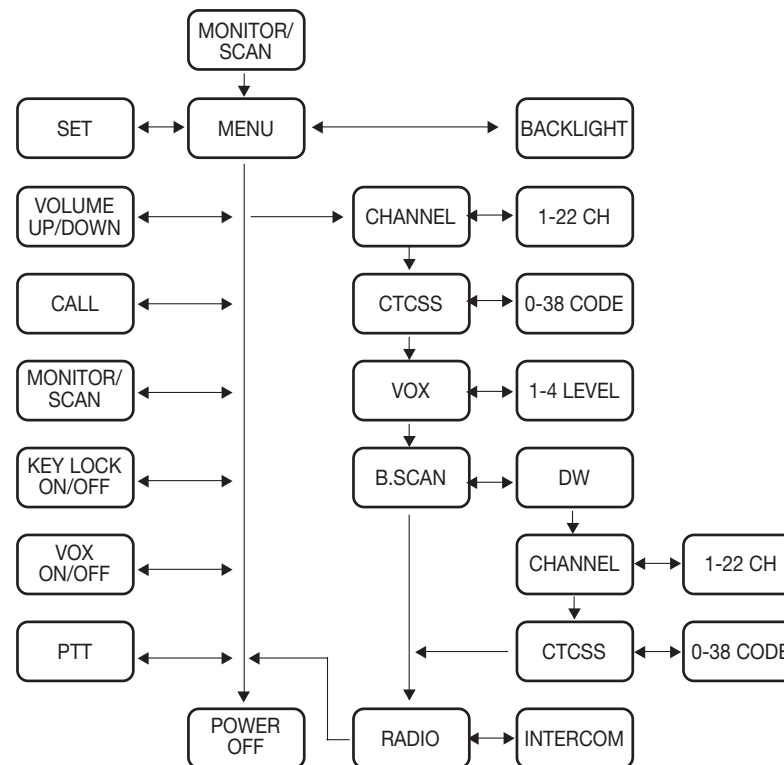 MONITOR/
SCAN
SET
MENU
BACKLIGHT
VOLUME
UP/DOWN
CHANNEL
1-22 CH
CALL
CTCSS
0-38 CODE
MONITOR/
SCAN
VOX
1-4 LEVEL
KEY LOCK
ON/OFF
B.SCAN
DW
VOX
ON/OFF
CHANNEL
1-22 CH
PTT
CTCSS
0-38 CODE
POWER
OFF
RADIO
INTERCOM